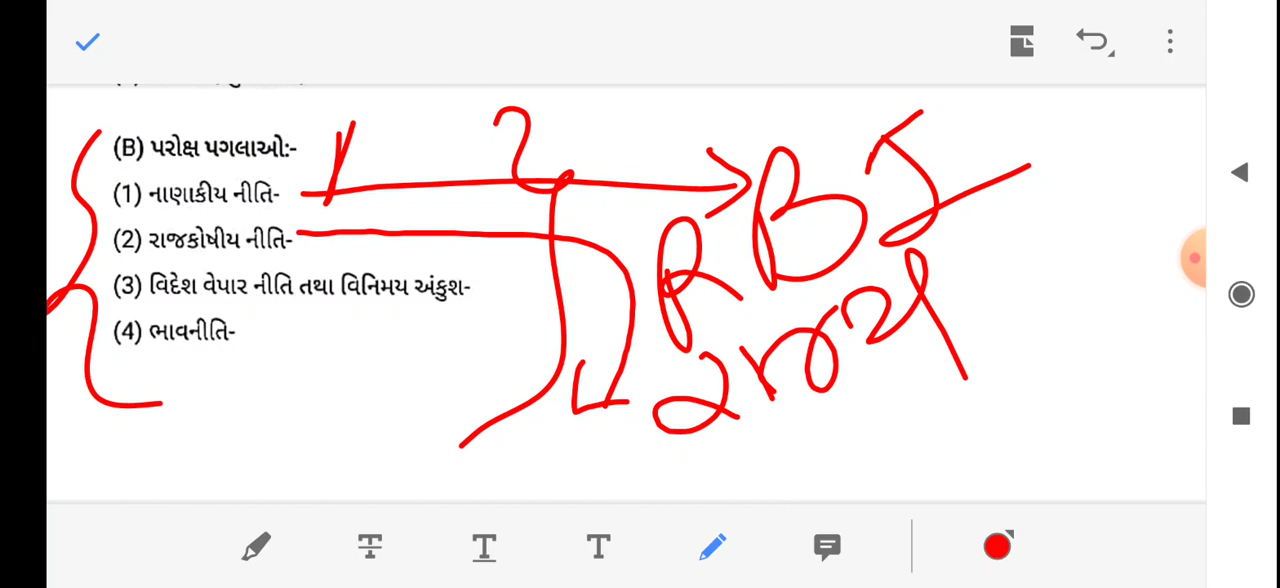 (B) પરોક્ષ પગલાઓ:-
(1) નાણાકીય નીતિ-
(2) રાજકોષીય નીતિ-
(3) વિદેશ વેપાર નીતિ તથા વિનિમય અંકુશ-
(4) ભાવનીતિ-
RBI
રાજ્ય